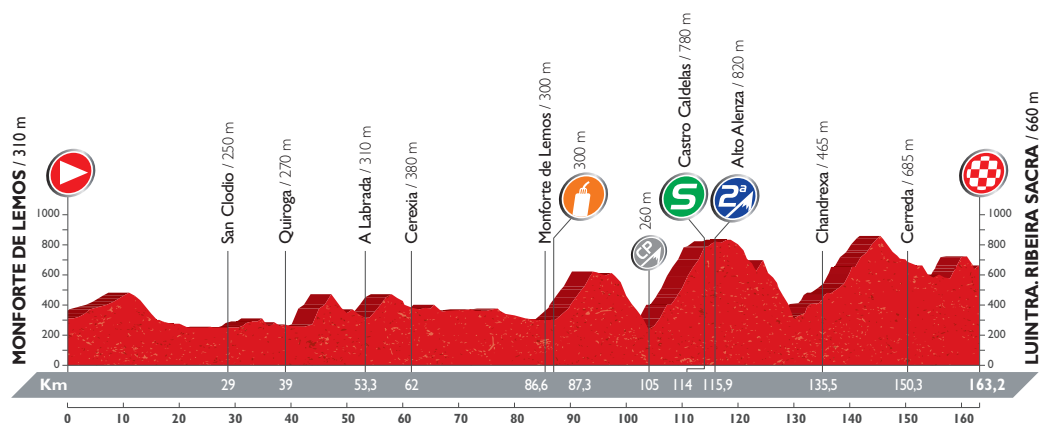 MONFORTE DE LEMOS / 310 m
San Clodio / 250 m
Quiroga / 270 m
A Labrada / 310 m
Cerexia / 380 m
Monforte de Lemos / 300 m
300 m
260 m
CP
Castro Caldelas / 780 m
S
Alto Alenza / 820 m
2ª
Chandrexa / 465 m
Cerreda / 685 m
LUINTRA. RIBEIRA SACRA / 660 m
1000
800
600
400
200
0
1000
800
600
400
200
0
Km 29 39 53,3 62 86,6 87,3 105 114 115,9 135,5 150,3 163,2
0 10 20 30 40 50 60 70 80 90 100 110 120 130 140 150 160